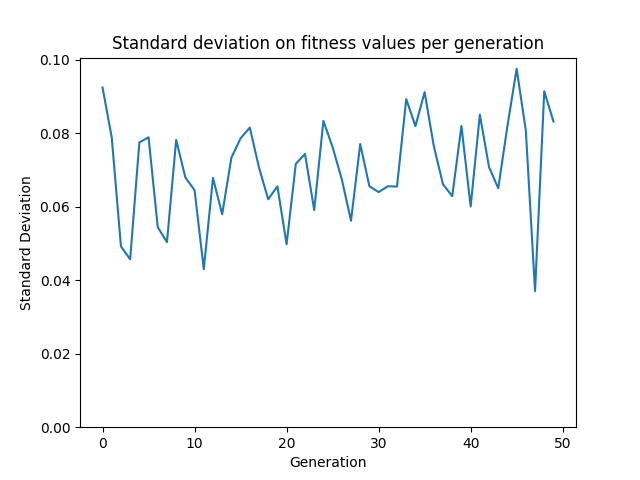 Standard deviation on fitness values per generation
0.10
0.08
0.06
0.04
0.02
0.00
Standard Deviation
0 10 20 30 40 50
Generation